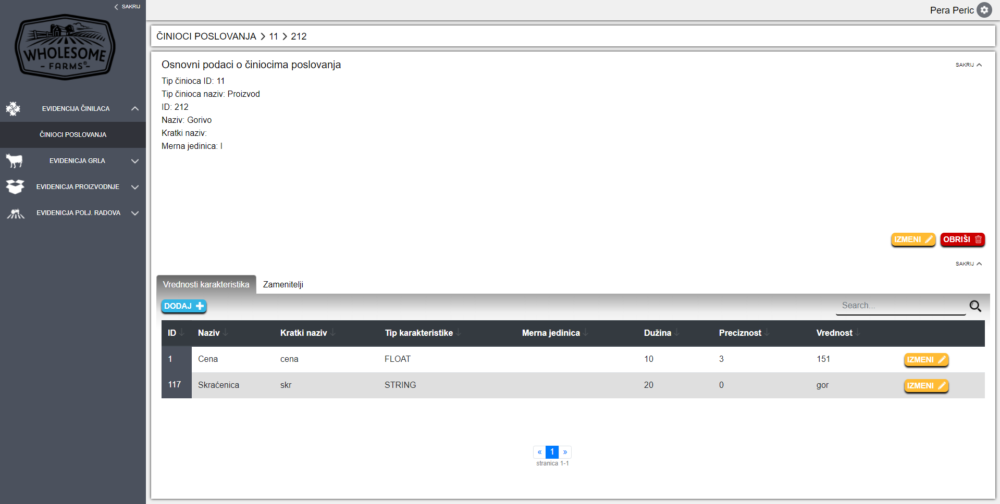 SAKRIJ
WHOLESOME
- FARMS®-
EVIDENCIJA ČINILACA
ČINIOCI POSLOVANJA
EVIDENICJA GRLA
EVIDENICJA PROIZVODNJE
EVIDENICJA POLJ. RADOVA
Pera Peric
ČINIOCI POSLOVANJA > 11 > 212
Osnovni podaci o činiocima poslovanja
SAKRIJ
Tip činioca ID: 11
Tip činioca naziv: Proizvod
ID: 212
Naziv: Gorivo
Kratki naziv:
Merna jedinica: l
IZMENI OBRIŠI
SAKRIJ
Vrednosti karakteristika Zamenitelji
DODAJ Search...
ID Naziv Kratki naziv Tip karakteristike Merna jedinica Dužina Preciznost Vrednost
1 Cena cena FLOAT 10 3 151 IZMENI
117 Skraćenica skr STRING 20 0 gor IZMENI
« 1 »
stranica 1-1